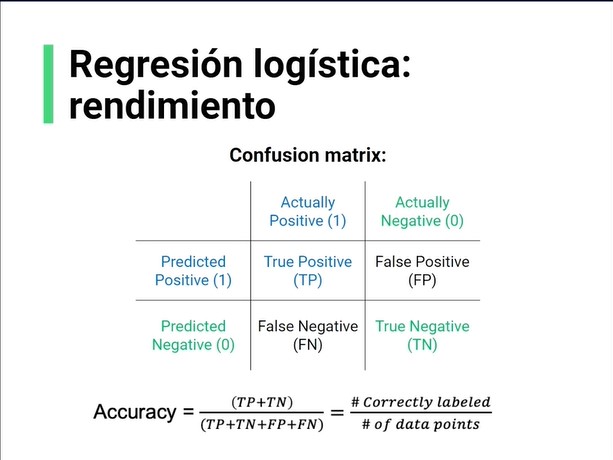 Regresión logística:
rendimiento
Confusion matrix:
Actually
Positive (1)
Actually
Negative (0)
Predicted
Positive (1)
True Positive
(TP)
False Positive
(FP)
Predicted
Negative (0)
False Negative
(FN)
True Negative
(TN)
Accuracy = (TP+TN) / (TP+TN+FP+FN) = # Correctly labeled / # of data points